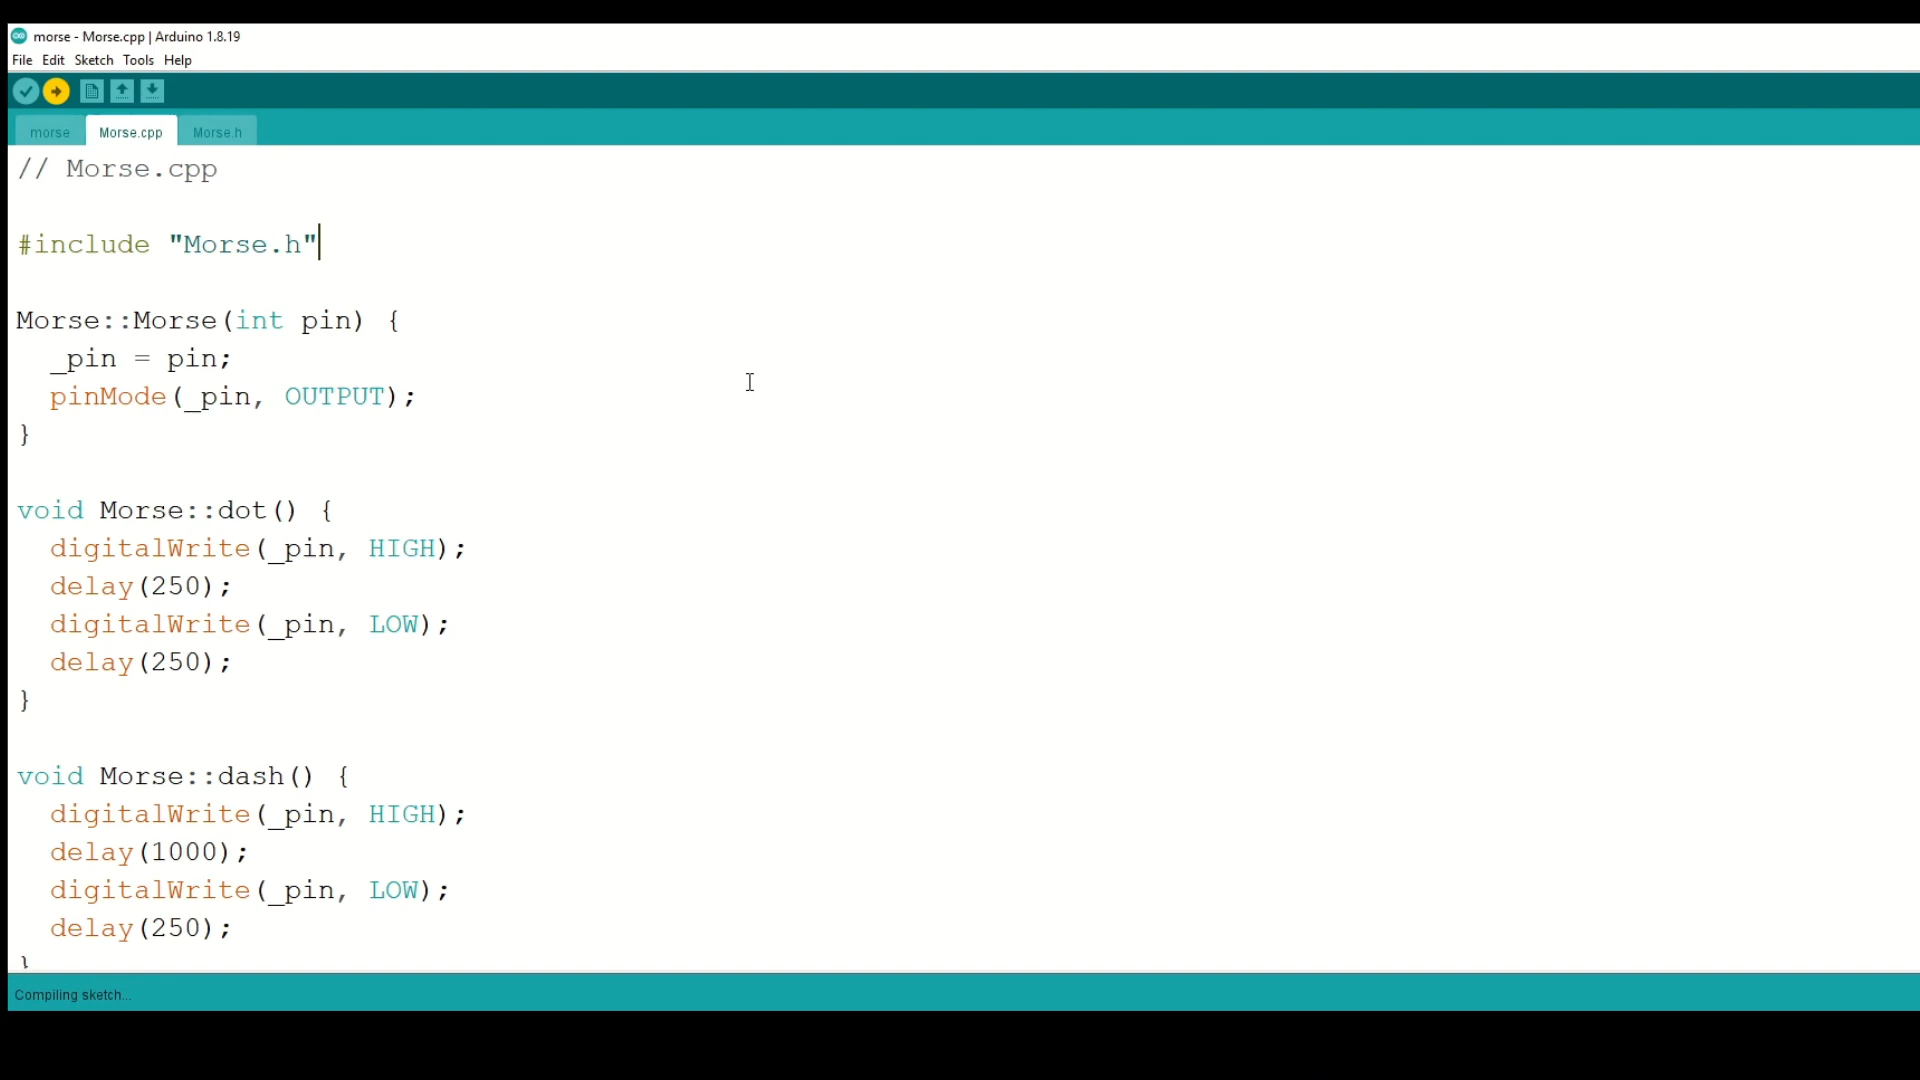 morse - Morse.cpp | Arduino 1.8.19
File Edit Sketch Tools Help
morse Morse.cpp Morse.h
// Morse.cpp
#include "Morse.h"
Morse::Morse(int pin) {
  _pin = pin;
  pinMode(_pin, OUTPUT);
}
void Morse::dot() {
  digitalWrite(_pin, HIGH);
  delay(250);
  digitalWrite(_pin, LOW);
  delay(250);
}
void Morse::dash() {
  digitalWrite(_pin, HIGH);
  delay(1000);
  digitalWrite(_pin, LOW);
  delay(250);
}
Compiling sketch...